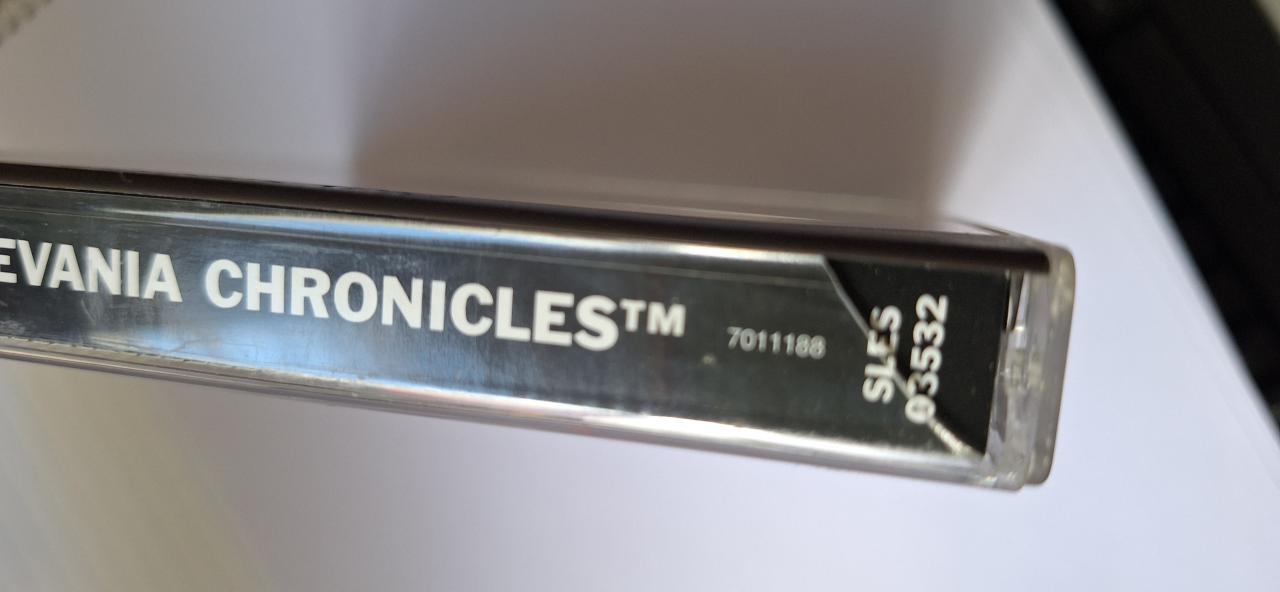 EVANIA CHRONICLES™
7011188
SLES
03532